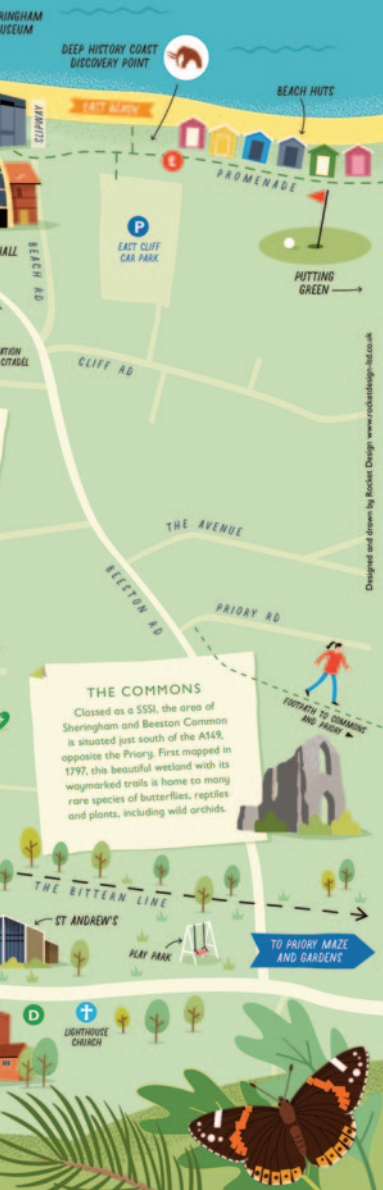 RINGHAM
USEUM
DEEP HISTORY COAST
DISCOVERY POINT
BEACH HUTS
EAST BEACH
SLIPWAY
E
PROMENADE
P
EAST CLIFF
CAR PARK
HALL
BEACH RD
PUTTING
GREEN
ATION
CITADEL
CLIFF RD
Designed and drawn by Rocket Design www.rocketdesign-ltd.co.uk
THE AVENUE
BEESTON RD
PRIORY RD
FOOTPATH TO COMMONS
AND PRIORY
THE COMMONS
Classed as a SSSI, the area of
Sheringham and Beeston Common
is situated just south of the A149,
opposite the Priory. First mapped in
1797, this beautiful wetland with its
waymarked trails is home to many
rare species of butterflies, reptiles
and plants, including wild orchids.
THE BITTERN LINE
ST ANDREW'S
PLAY PARK
TO PRIORY MAZE
AND GARDENS
D
LIGHTHOUSE
CHURCH